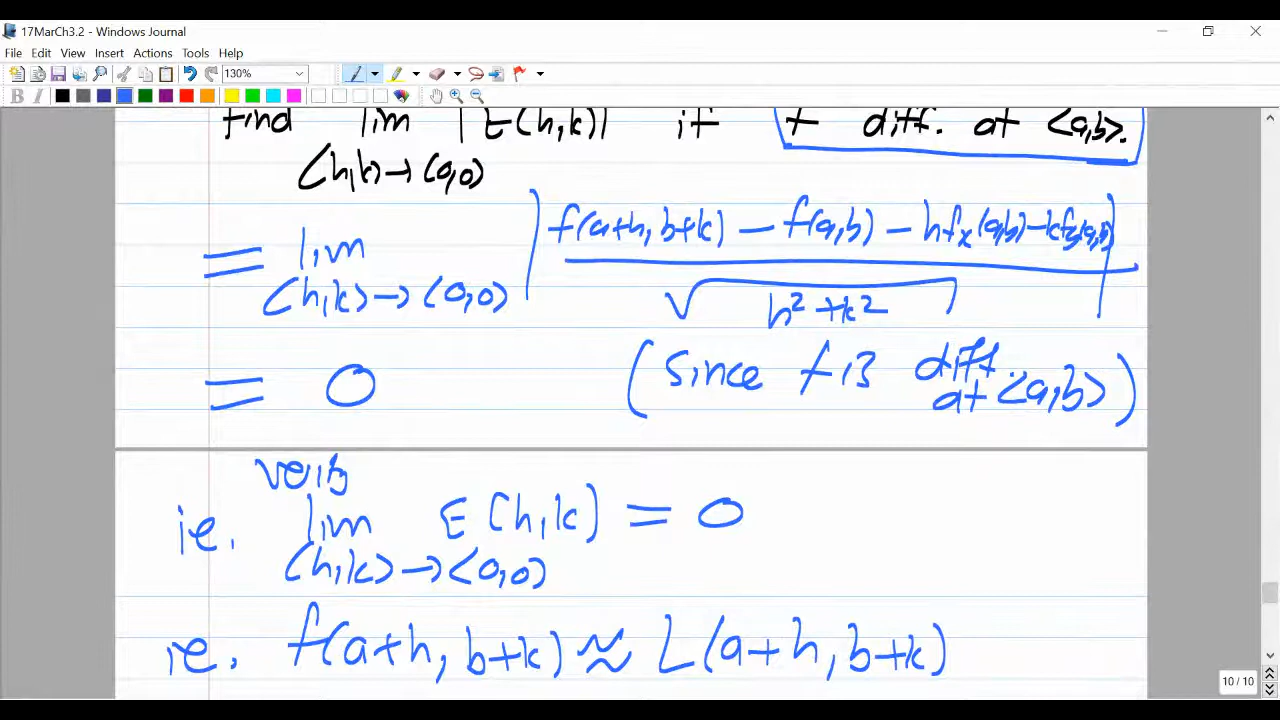 17MarCh3.2 - Windows Journal
File Edit View Insert Actions Tools Help
130%
B I
find lim |E(h,k)| if f diff. at <a,b>.
<h,k>→<0,0>
= lim | f(a+h, b+k) — f(a,b) — hfx(a,b) — kfy(a,b) |
<h,k>→<0,0> √ h² + k²
= 0 (since f is diff. at <a,b>)
verify
ie. lim E(h,k) = 0
<h,k>→<0,0>
ie. f(a+h, b+k) ≈ L(a+h, b+k)
10 / 10